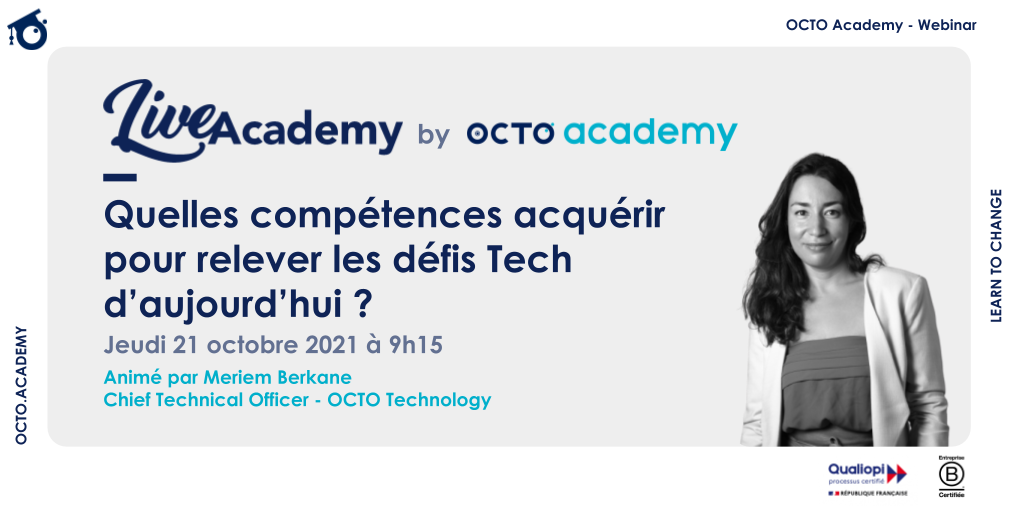 OCTO Academy - Webinar
LiveAcademy by OCTO academy
Quelles compétences acquérir
pour relever les défis Tech
d’aujourd’hui ?
Jeudi 21 octobre 2021 à 9h15
Animé par Meriem Berkane
Chief Technical Officer - OCTO Technology
OCTO.ACADEMY
LEARN TO CHANGE
Qualiopi
processus certifié
RÉPUBLIQUE FRANÇAISE
Entreprise
B
Certifiée